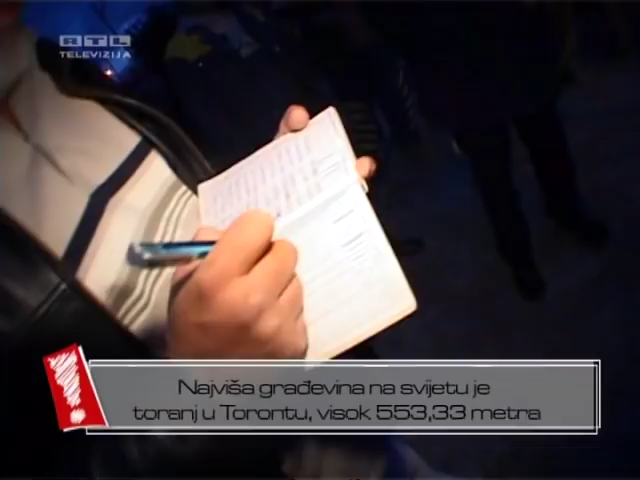 RTL
TELEVIZIJA
Najviša građevina na svijetu je
toranj u Torontu, visok 553,33 metra